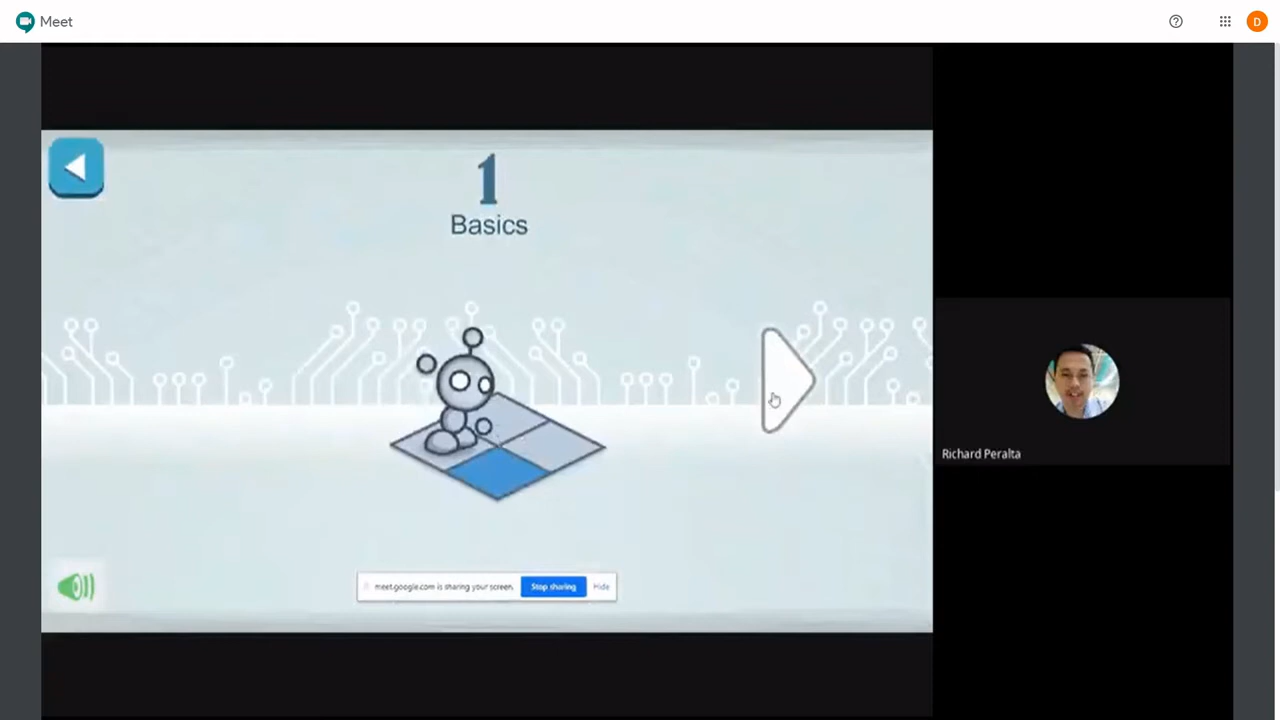 Meet
D
1
Basics
Richard Peralta
meet.google.com is sharing your screen.
Stop sharing
Hide